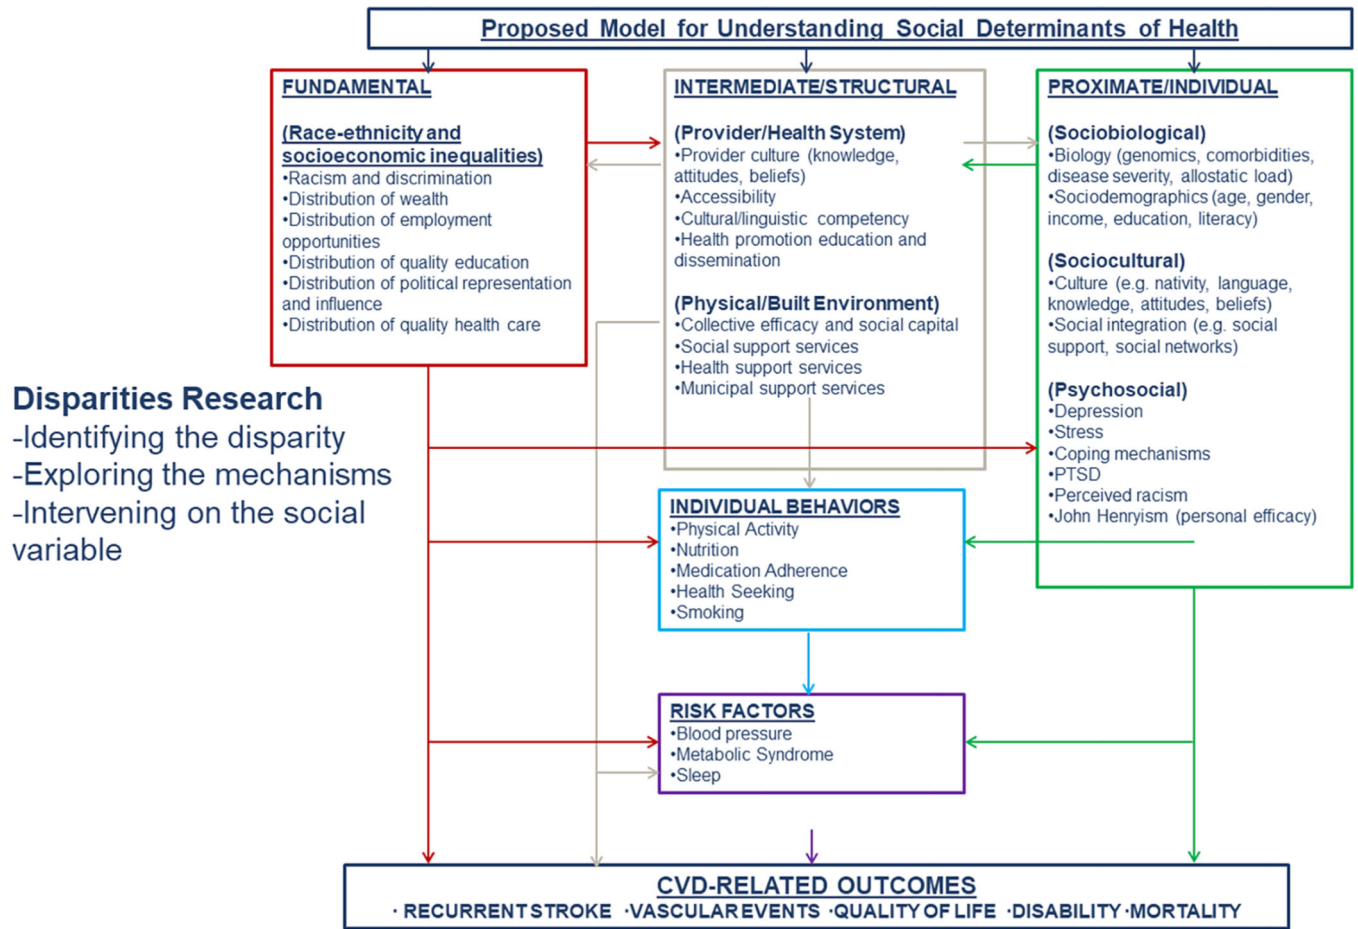 Proposed Model for Understanding Social Determinants of Health
FUNDAMENTAL
(Race-ethnicity and
socioeconomic inequalities)
•Racism and discrimination
•Distribution of wealth
•Distribution of employment
opportunities
•Distribution of quality education
•Distribution of political representation
and influence
•Distribution of quality health care
INTERMEDIATE/STRUCTURAL
(Provider/Health System)
•Provider culture (knowledge,
attitudes, beliefs)
•Accessibility
•Cultural/linguistic competency
•Health promotion education and
dissemination
(Physical/Built Environment)
•Collective efficacy and social capital
•Social support services
•Health support services
•Municipal support services
PROXIMATE/INDIVIDUAL
(Sociobiological)
•Biology (genomics, comorbidities,
disease severity, allostatic load)
•Sociodemographics (age, gender,
income, education, literacy)
(Sociocultural)
•Culture (e.g. nativity, language,
knowledge, attitudes, beliefs)
•Social integration (e.g. social
support, social networks)
(Psychosocial)
•Depression
•Stress
•Coping mechanisms
•PTSD
•Perceived racism
•John Henryism (personal efficacy)
Disparities Research
-Identifying the disparity
-Exploring the mechanisms
-Intervening on the social
variable
INDIVIDUAL BEHAVIORS
•Physical Activity
•Nutrition
•Medication Adherence
•Health Seeking
•Smoking
RISK FACTORS
•Blood pressure
•Metabolic Syndrome
•Sleep
CVD-RELATED OUTCOMES
· RECURRENT STROKE ·VASCULAR EVENTS ·QUALITY OF LIFE ·DISABILITY ·MORTALITY